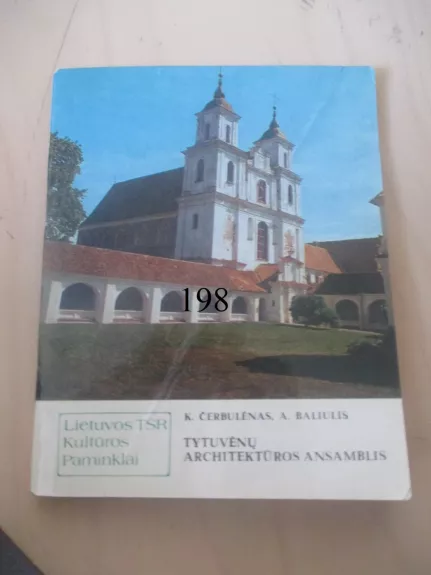 198
K. ČERBULĖNAS, A. BALIULIS
Lietuvos TSR
Kultūros
Paminklai
TYTUVĖNŲ
ARCHITEKTŪROS ANSAMBLIS